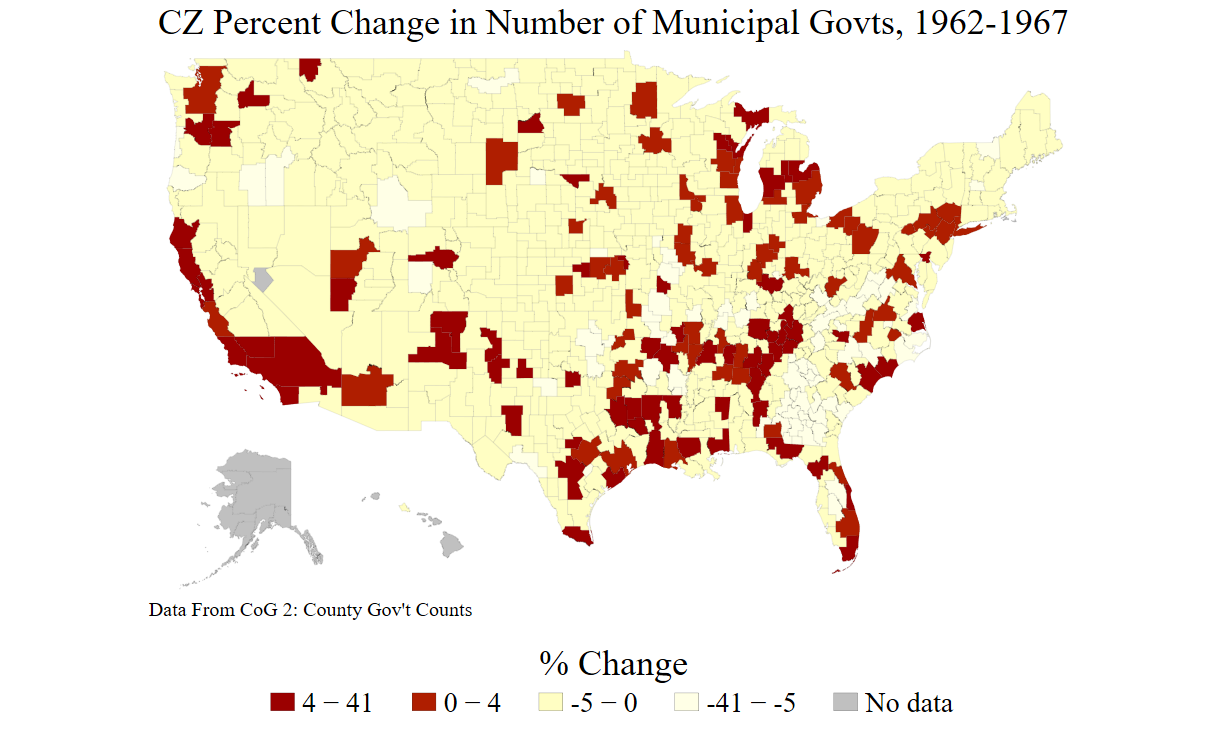 CZ Percent Change in Number of Municipal Govts, 1962-1967
Data From CoG 2: County Gov't Counts
% Change
4 − 41
0 − 4
-5 − 0
-41 − -5
No data